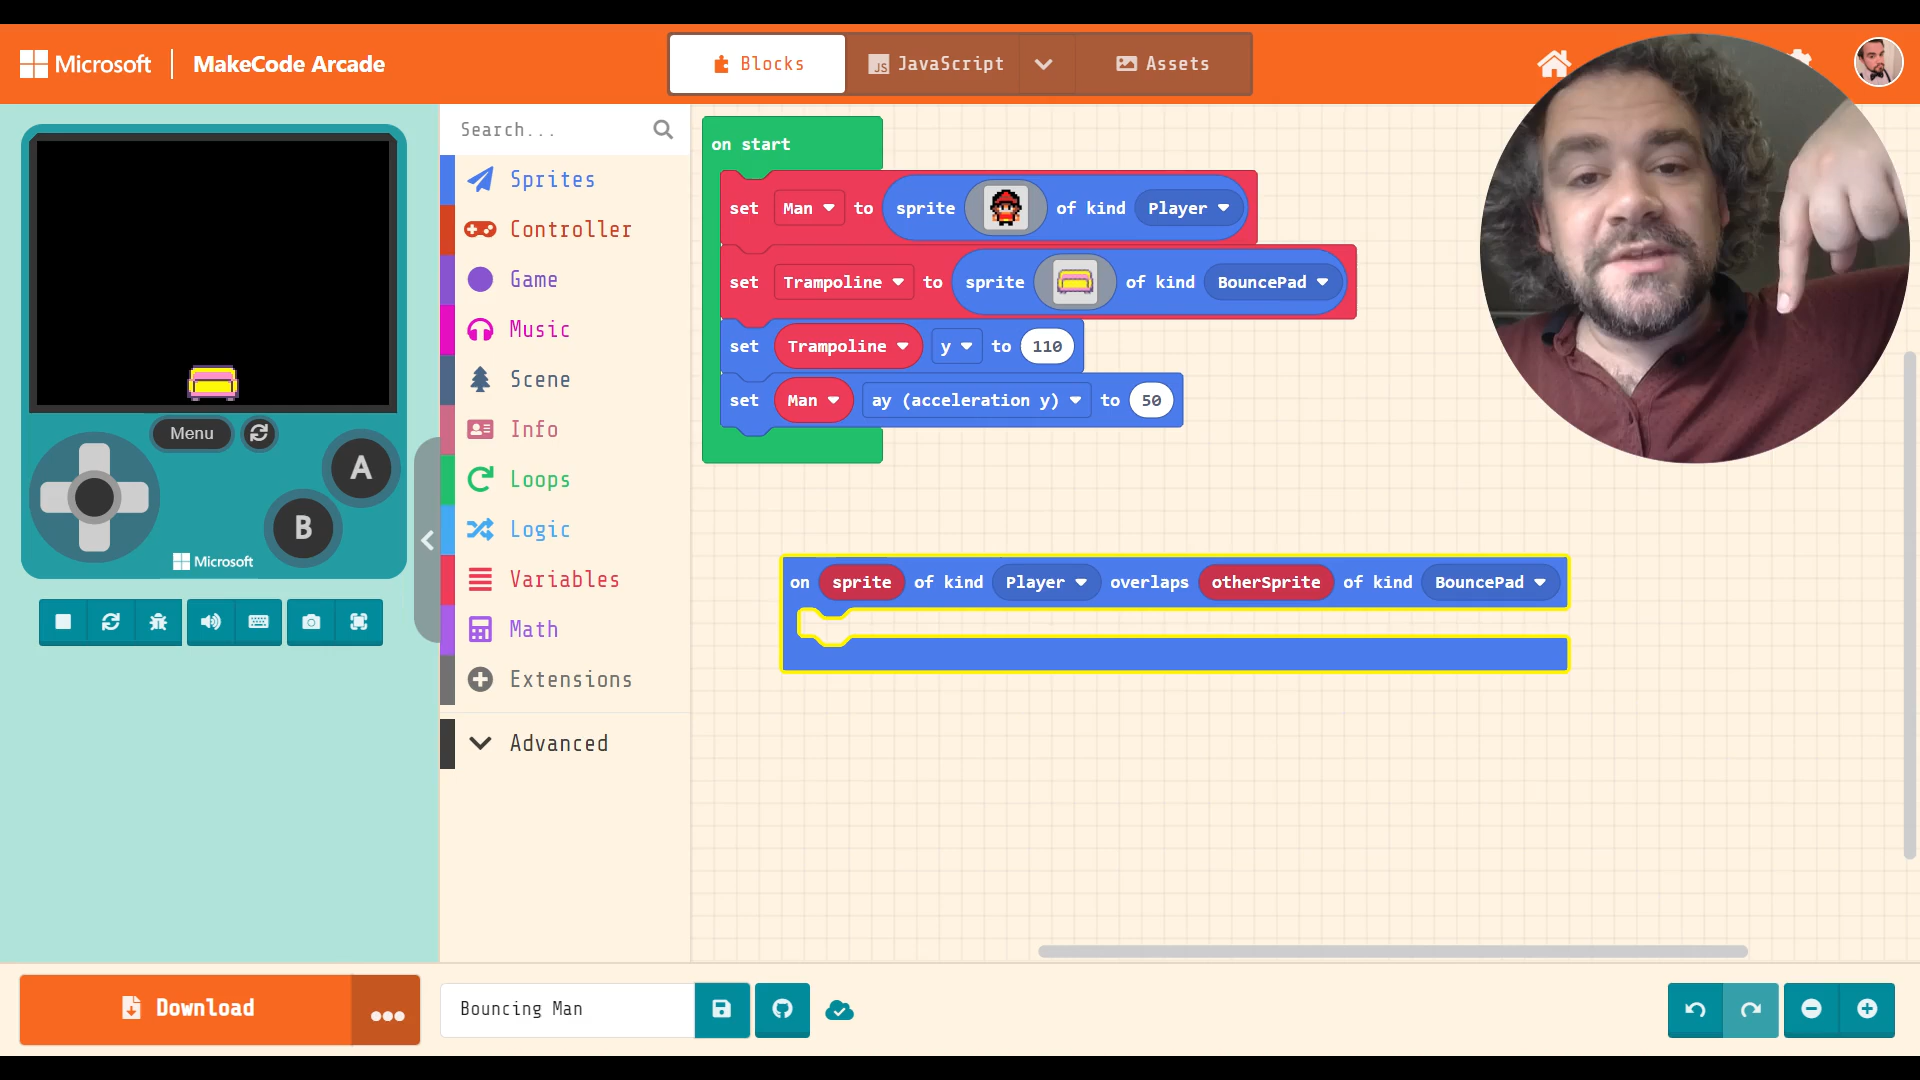 Microsoft MakeCode Arcade
Blocks
JS JavaScript
Assets
Menu
A
B
Microsoft
Search...
Sprites
Controller
Game
Music
Scene
Info
Loops
Logic
Variables
Math
Extensions
Advanced
on start
set Man to sprite of kind Player
set Trampoline to sprite of kind BouncePad
set Trampoline y to 110
set Man ay (acceleration y) to 50
on sprite of kind Player overlaps otherSprite of kind BouncePad
Download
Bouncing Man